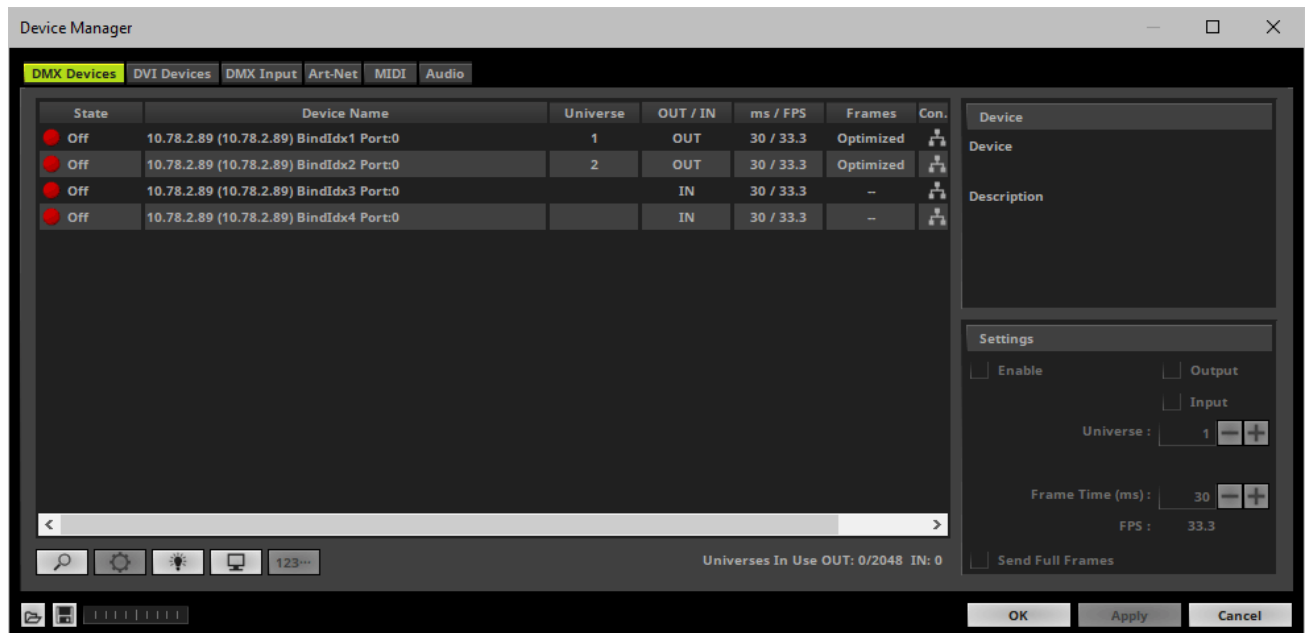 Device Manager
DMX Devices DVI Devices DMX Input Art-Net MIDI Audio
State Device Name Universe OUT / IN ms / FPS Frames Con.
Off 10.78.2.89 (10.78.2.89) BindIdx1 Port:0 1 OUT 30 / 33.3 Optimized
Off 10.78.2.89 (10.78.2.89) BindIdx2 Port:0 2 OUT 30 / 33.3 Optimized
Off 10.78.2.89 (10.78.2.89) BindIdx3 Port:0 IN 30 / 33.3 --
Off 10.78.2.89 (10.78.2.89) BindIdx4 Port:0 IN 30 / 33.3 --
123...
Universes In Use OUT: 0/2048 IN: 0
Device
Device
Description
Settings
Enable Output
Input
Universe : 1
Frame Time (ms) : 30
FPS : 33.3
Send Full Frames
OK Apply Cancel